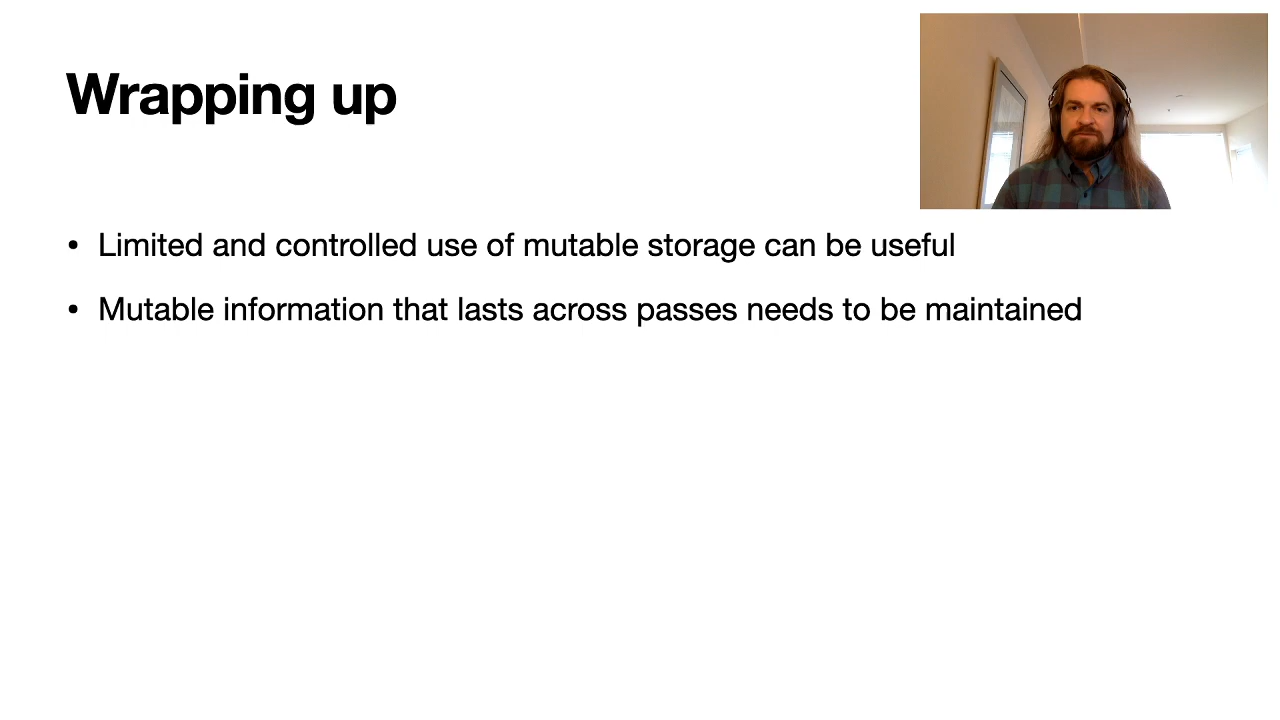 Wrapping up
• Limited and controlled use of mutable storage can be useful
• Mutable information that lasts across passes needs to be maintained